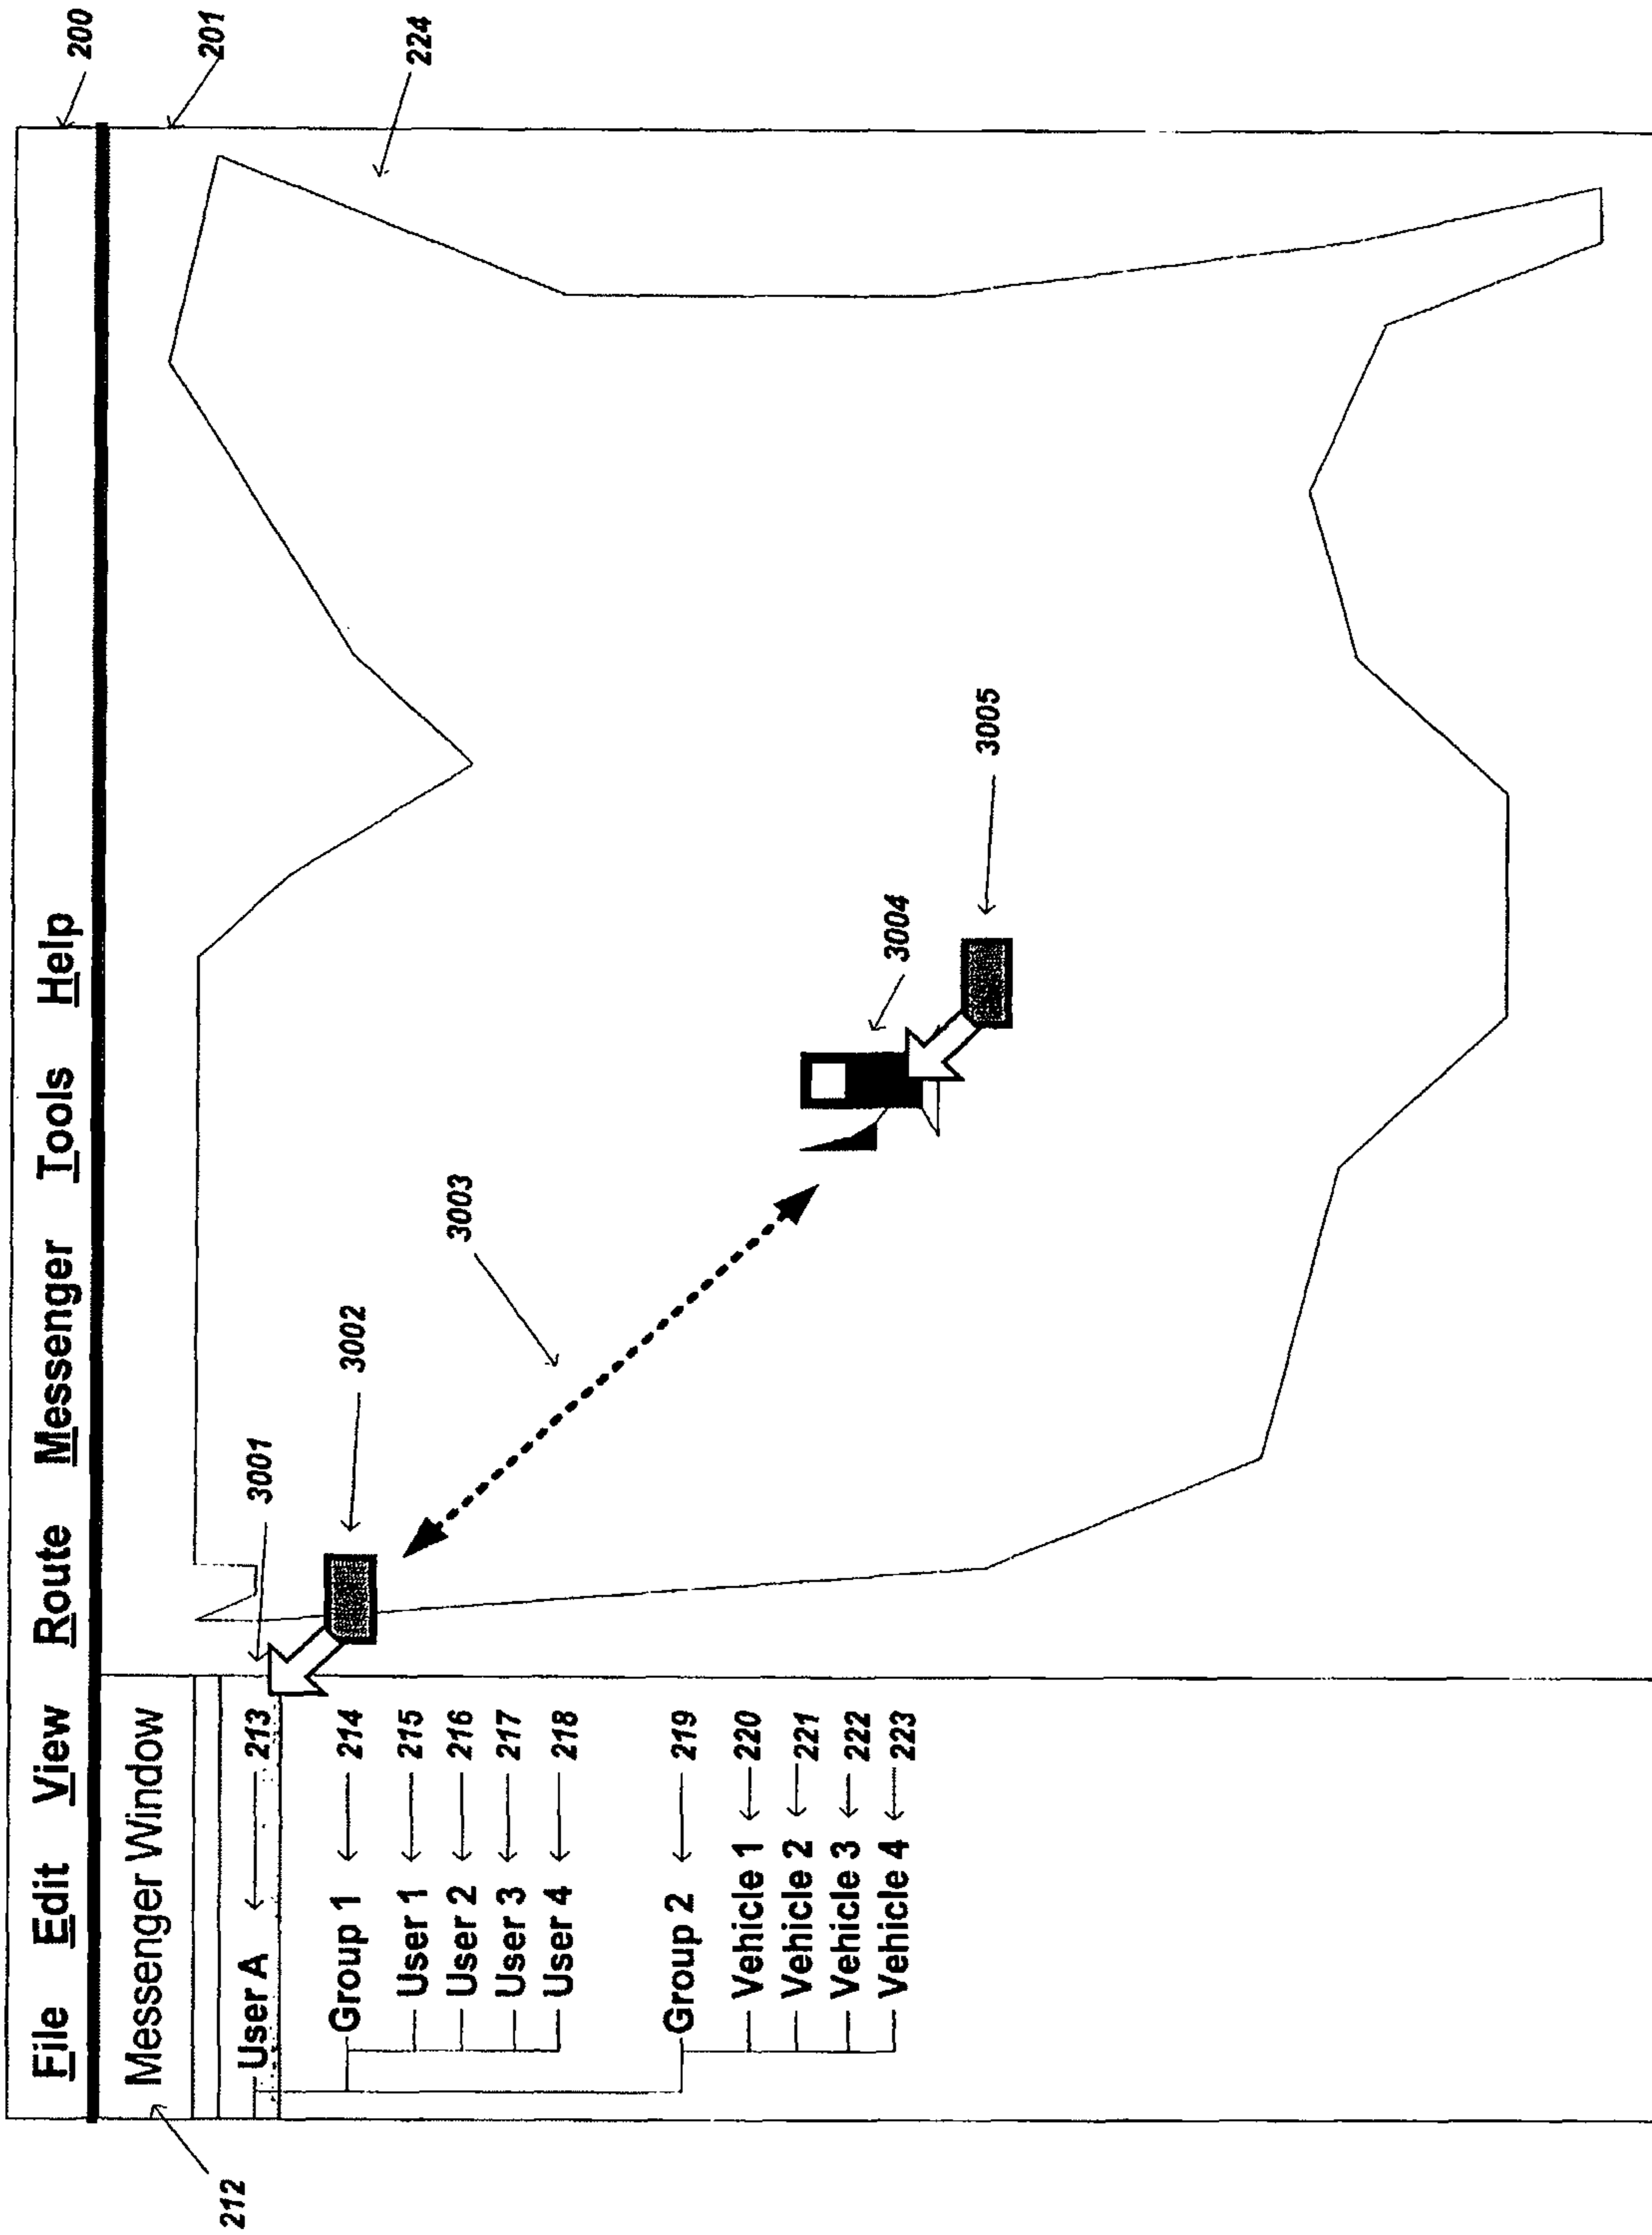 200
File Edit View Route Messenger Tools Help
201
212
Messenger Window
224
User A 213
3001
3002
Group 1 214
User 1 215
User 2 216
User 3 217
User 4 218
3003
Group 2 219
Vehicle 1 220
Vehicle 2 221
Vehicle 3 222
Vehicle 4 223
3004
3005